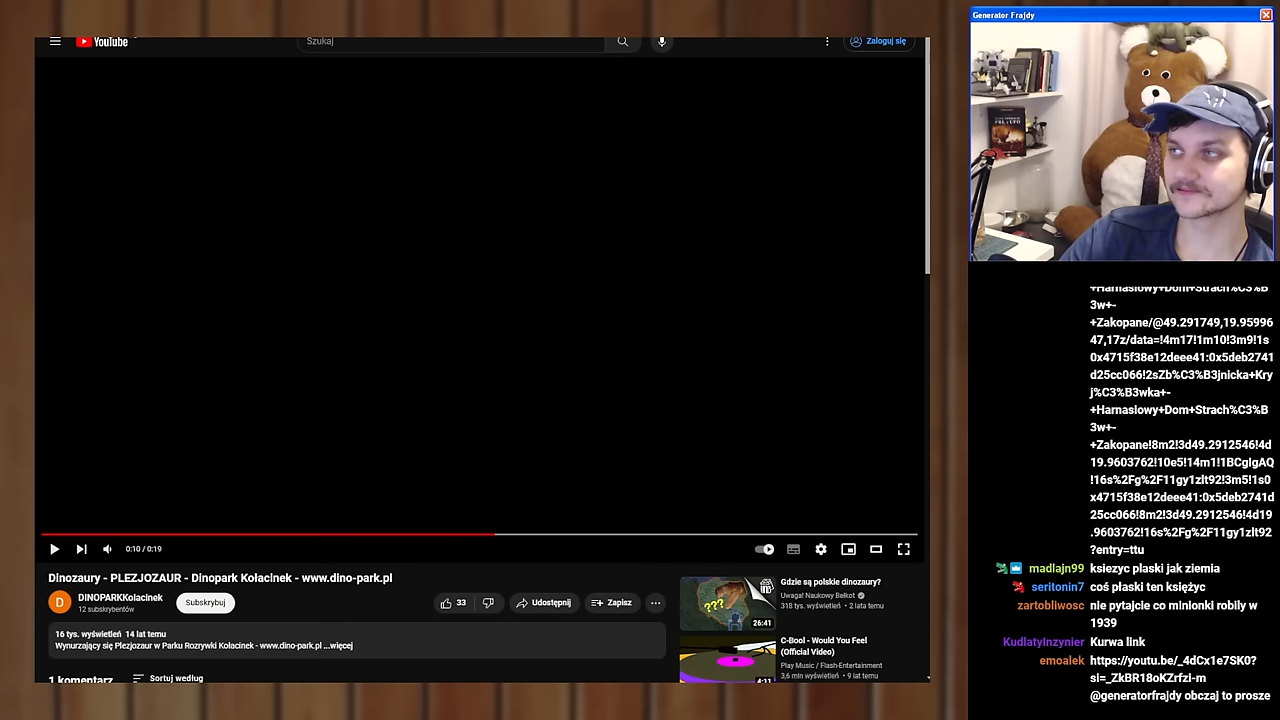 YouTube
Szukaj
Zaloguj się
0:10 / 0:19
Dinozaury - PLEZJOZAUR - Dinopark Kołacinek - www.dino-park.pl
D
DINOPARKKolacinek
12 subskrybentów
Subskrybuj
33
Udostępnij
Zapisz
16 tys. wyświetleń 14 lat temu
Wynurzający się Plezjozaur w Parku Rozrywki Kołacinek - www.dino-park.pl ...więcej
1 komentarz
Sortuj według
???
26:41
Gdzie są polskie dinozaury?
Uwaga! Naukowy Bełkot
318 tys. wyświetleń • 2 lata temu
4:11
C-Bool - Would You Feel
(Official Video)
Play Music / Flash-Entertainment
3,6 mln wyświetleń • 9 lat temu
Generator Frajdy
+Harnasiowy+Dom+Strach%C3%B
3w+-
+Zakopane/@49.291749,19.95996
47,17z/data=!4m17!1m10!3m9!1s
0x4715f38e12deee41:0x5deb2741
d25cc066!2sZb%C3%B3jnicka+Kry
j%C3%B3wka+-
+Harnasiowy+Dom+Strach%C3%B
3w+-
+Zakopane!8m2!3d49.2912546!4d
19.9603762!10e5!14m1!1BCgIgAQ
!16s%2Fg%2F11gy1zlt92!3m5!1s0
x4715f38e12deee41:0x5deb2741d
25cc066!8m2!3d49.2912546!4d19
.9603762!16s%2Fg%2F11gy1zlt92
?entry=ttu
madlajn99 ksiezyc plaski jak ziemia
seritonin7 coś płaski ten księżyc
zartobliwosc nie pytajcie co minionki robily w
1939
KudlatyInzynier Kurwa link
emoalek https://youtu.be/_4dCx1e7SK0?
si=_ZkBR18oKZrfzi-m
@generatorfrajdy obczaj to prosze